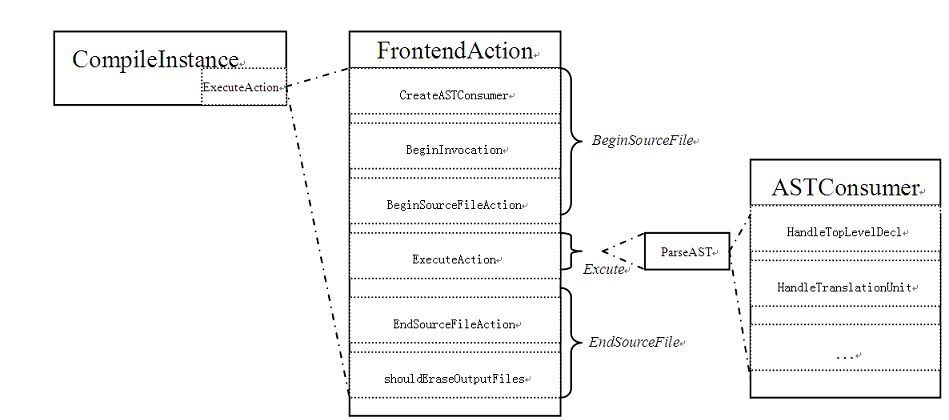 CompileInstance
ExecuteAction
FrontendAction
CreateASTConsumer
BeginInvocation
BeginSourceFileAction
ExecuteAction
EndSourceFileAction
shouldEraseOutputFiles
BeginSourceFile
Excute
EndSourceFile
ParseAST
ASTConsumer
HandleTopLevelDecl
HandleTranslationUnit
...